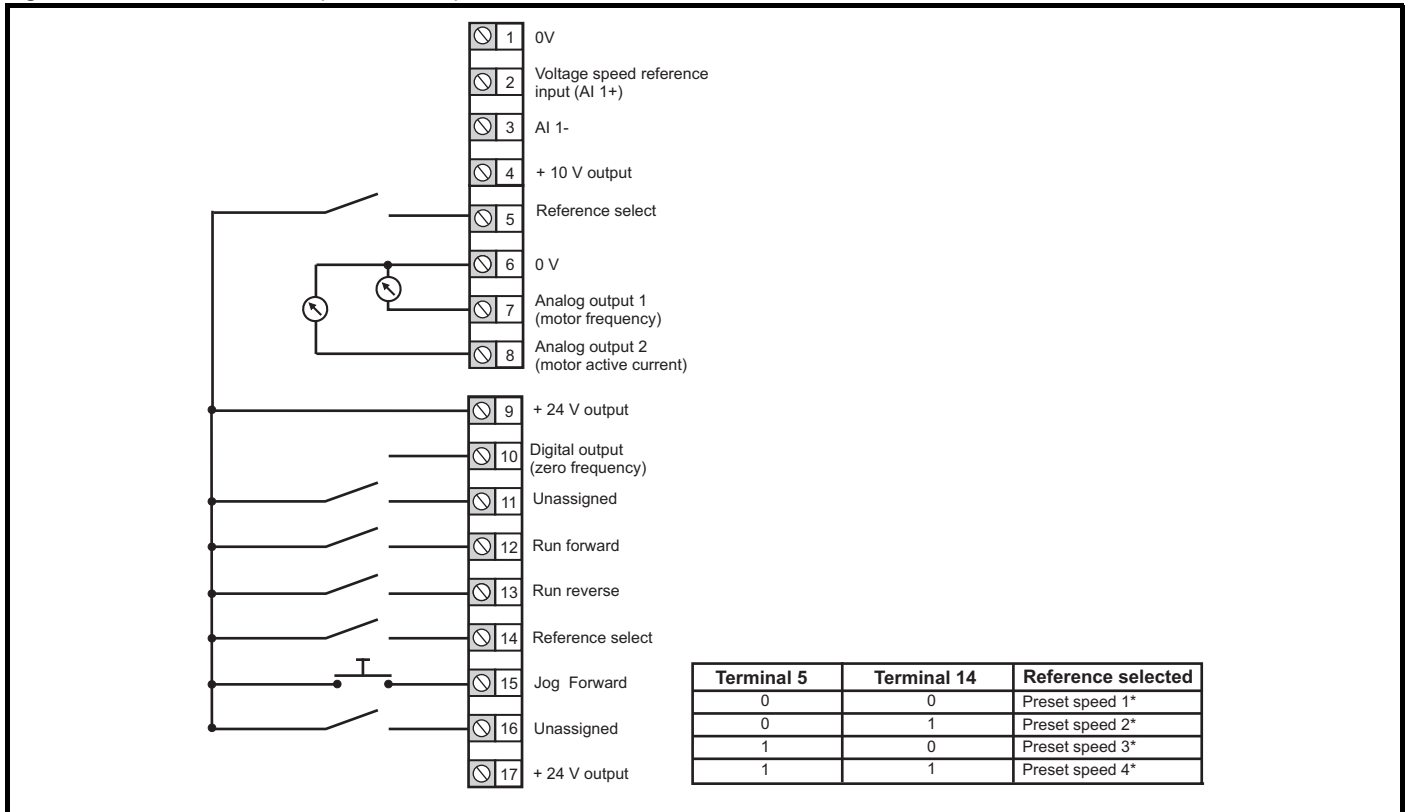 1 0V
2 Voltage speed reference
input (AI 1+)
3 AI 1-
4 + 10 V output
5 Reference select
6 0 V
7 Analog output 1
(motor frequency)
8 Analog output 2
(motor active current)
9 + 24 V output
10 Digital output
(zero frequency)
11 Unassigned
12 Run forward
13 Run reverse
14 Reference select
15 Jog Forward
16 Unassigned
17 + 24 V output
Terminal 5 Terminal 14 Reference selected
0 0 Preset speed 1*
0 1 Preset speed 2*
1 0 Preset speed 3*
1 1 Preset speed 4*